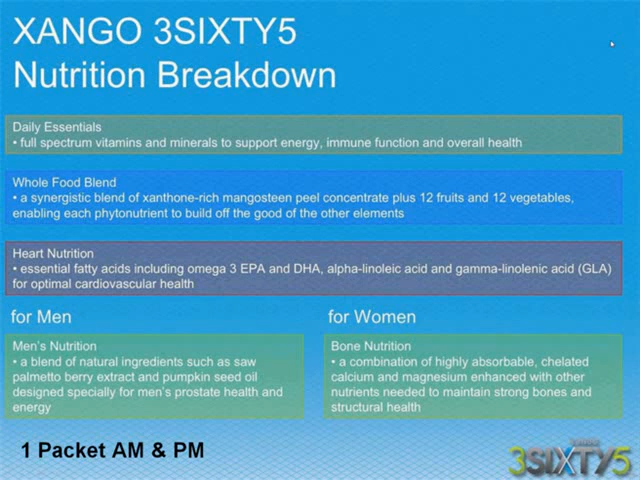 XANGO 3SIXTY5
Nutrition Breakdown
Daily Essentials
• full spectrum vitamins and minerals to support energy, immune function and overall health
Whole Food Blend
• a synergistic blend of xanthone-rich mangosteen peel concentrate plus 12 fruits and 12 vegetables,
enabling each phytonutrient to build off the good of the other elements
Heart Nutrition
• essential fatty acids including omega 3 EPA and DHA, alpha-linoleic acid and gamma-linolenic acid (GLA)
for optimal cardiovascular health
for Men
Men's Nutrition
• a blend of natural ingredients such as saw
palmetto berry extract and pumpkin seed oil
designed specially for men's prostate health and
energy
for Women
Bone Nutrition
• a combination of highly absorbable, chelated
calcium and magnesium enhanced with other
nutrients needed to maintain strong bones and
structural health
1 Packet AM & PM
3SIXTY5